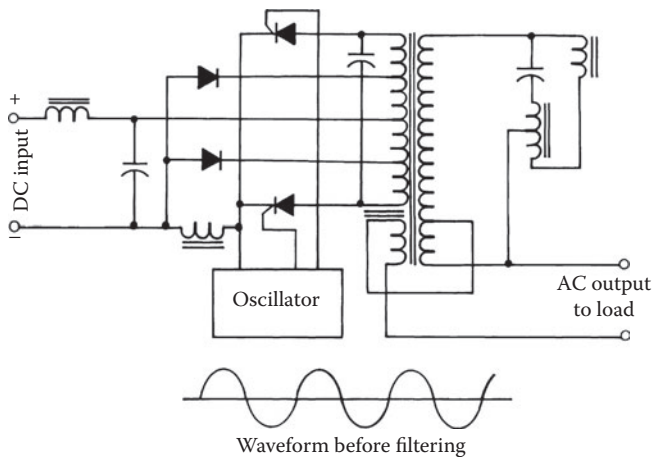 +
DC input
–
Oscillator
AC output
to load
Waveform before filtering